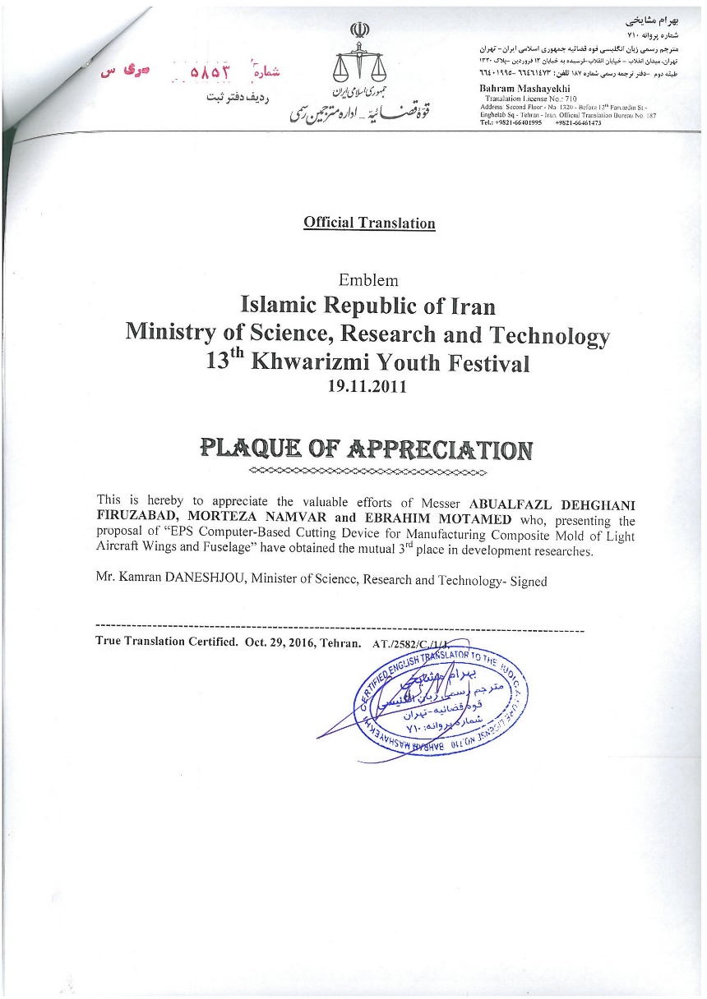 بهرام مشایخی
شماره پروانه ۷۱۰
مترجم رسمی زبان انگلیسی قوه قضائیه جمهوری اسلامی ایران - تهران
تهران، میدان انقلاب - خیابان انقلاب -نرسیده به خیابان ۱۲ فروردین -پلاک ۱۳۲۰
طبقه دوم -دفتر ترجمه رسمی شماره ۱۸۷ تلفن: ۶۶۴۶۱۴۷۳ -۶۶۴۰۱۹۹۵
Bahram Mashayekhi
Translation License No.: 710
Address: Second Floor - No. 1320 - Before 12th Farvardin St.-
Enghelab Sq - Tehran - Iran. Official Translation Bureau No. 187
Tel.: +9821-66401995 +9821-66461473
جمهوری اسلامی ایران
قوّه قضائیّه - اداره مترجمین رسمی
شماره ۵۸۵۳ سری س
ردیف دفتر ثبت
Official Translation
Emblem
Islamic Republic of Iran
Ministry of Science, Research and Technology
13th Khwarizmi Youth Festival
19.11.2011
PLAQUE OF APPRECIATION
This is hereby to appreciate the valuable efforts of Messer ABUALFAZL DEHGHANI
FIRUZABAD, MORTEZA NAMVAR and EBRAHIM MOTAMED who, presenting the
proposal of “EPS Computer-Based Cutting Device for Manufacturing Composite Mold of Light
Aircraft Wings and Fuselage” have obtained the mutual 3rd place in development researches.
Mr. Kamran DANESHJOU, Minister of Science, Research and Technology- Signed
True Translation Certified. Oct. 29, 2016, Tehran. AT./2582/C./1/J.
CERTIFIED ENGLISH TRANSLATOR TO THE JUDICATURE LICENSE NO.710 BAHRAM MASHAYEKHI
بهرام مشایخی
مترجم رسمی زبان انگلیسی
قوه قضائیه-تهران
شماره پروانه: ۷۱۰